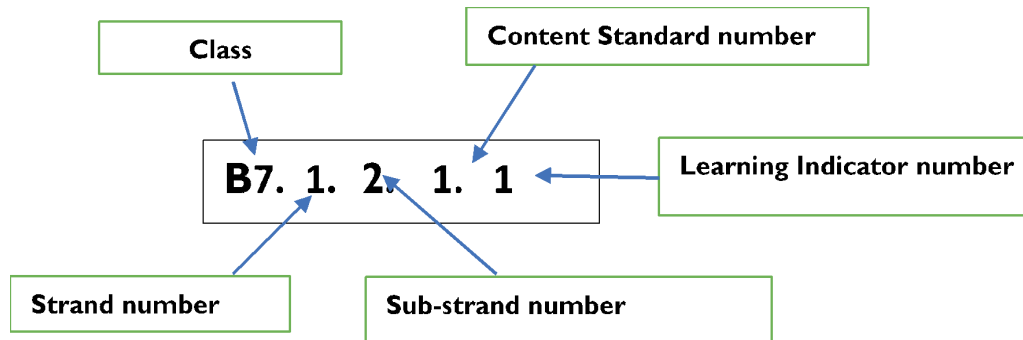 Content Standard number
Class
B7. 1. 2. 1. 1
Learning Indicator number
Strand number
Sub-strand number